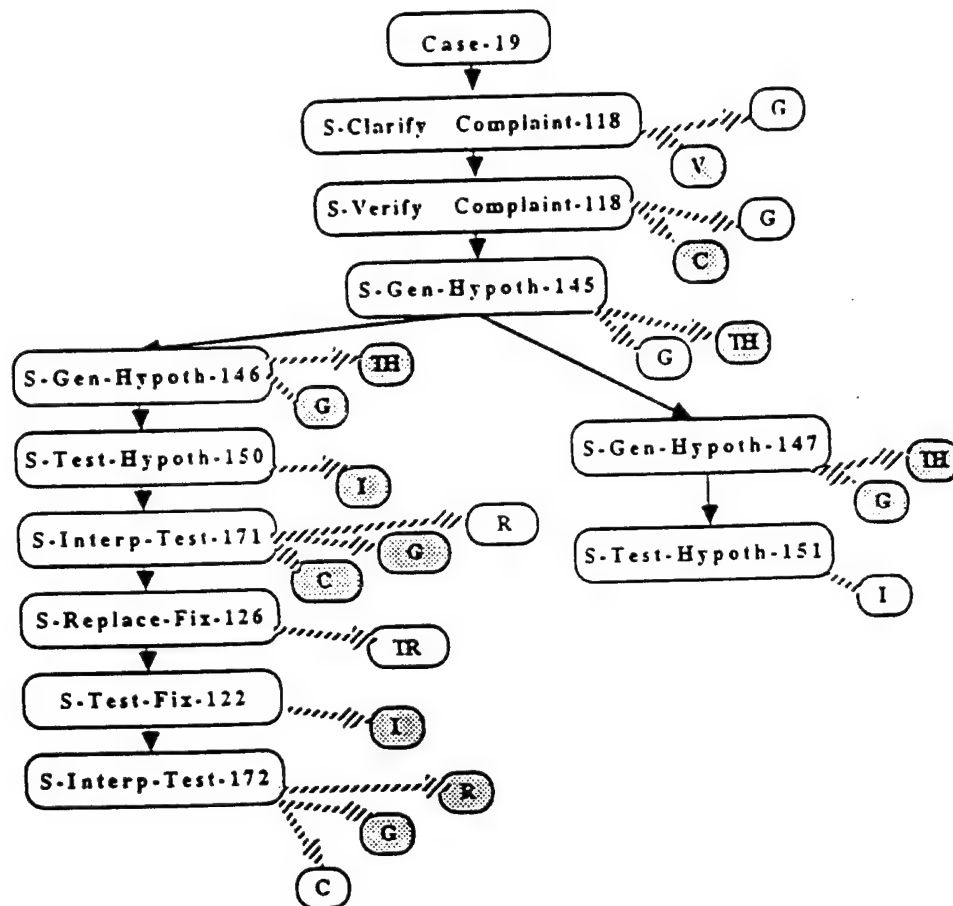 Case-19
S-Clarify Complaint-118
G
V
S-Verify Complaint-118
G
C
S-Gen-Hypoth-145
TH
G
S-Gen-Hypoth-146
TH
G
S-Gen-Hypoth-147
TH
G
S-Test-Hypoth-150
I
S-Interp-Test-171
R
G
C
S-Test-Hypoth-151
I
S-Replace-Fix-126
TR
S-Test-Fix-122
I
S-Interp-Test-172
R
G
C